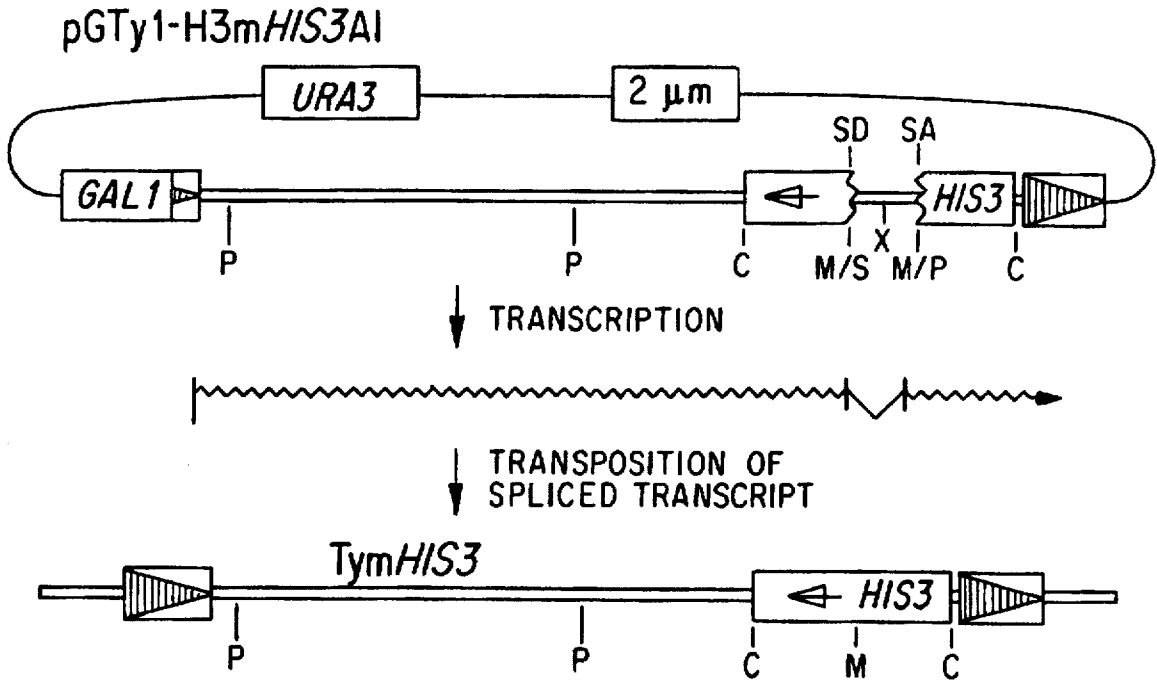 pGTy1-H3mHIS3AI
URA3
2 μm
SD SA
GAL1
HIS3
P P C M/S X M/P C
TRANSCRIPTION
TRANSPOSITION OF
SPLICED TRANSCRIPT
TymHIS3
HIS3
P P C M C